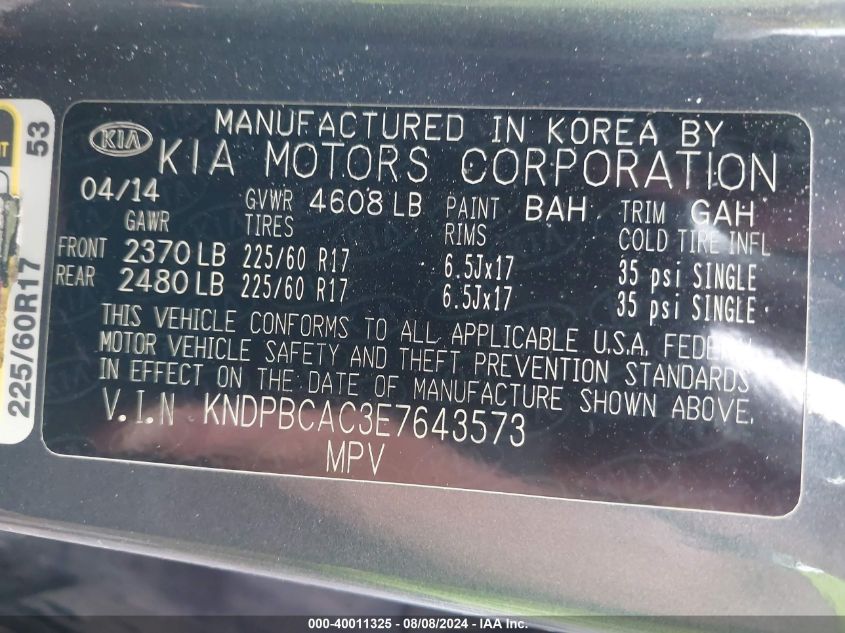 MANUFACTURED IN KOREA BY
KIA KIA MOTORS CORPORATION
04/14 GVWR 4608 LB PAINT BAH TRIM GAH
GAWR TIRES RIMS COLD TIRE INFL
FRONT 2370 LB 225/60 R17 6.5Jx17 35 psi SINGLE
REAR 2480 LB 225/60 R17 6.5Jx17 35 psi SINGLE
THIS VEHICLE CONFORMS TO ALL APPLICABLE U.S.A. FEDERAL
MOTOR VEHICLE SAFETY AND THEFT PREVENTION STANDARDS
IN EFFECT ON THE DATE OF MANUFACTURE SHOWN ABOVE.
V.I.N KNDPBCAC3E7643573
MPV
53
225/60R17
000-40011325 - 08/08/2024 - IAAI.com